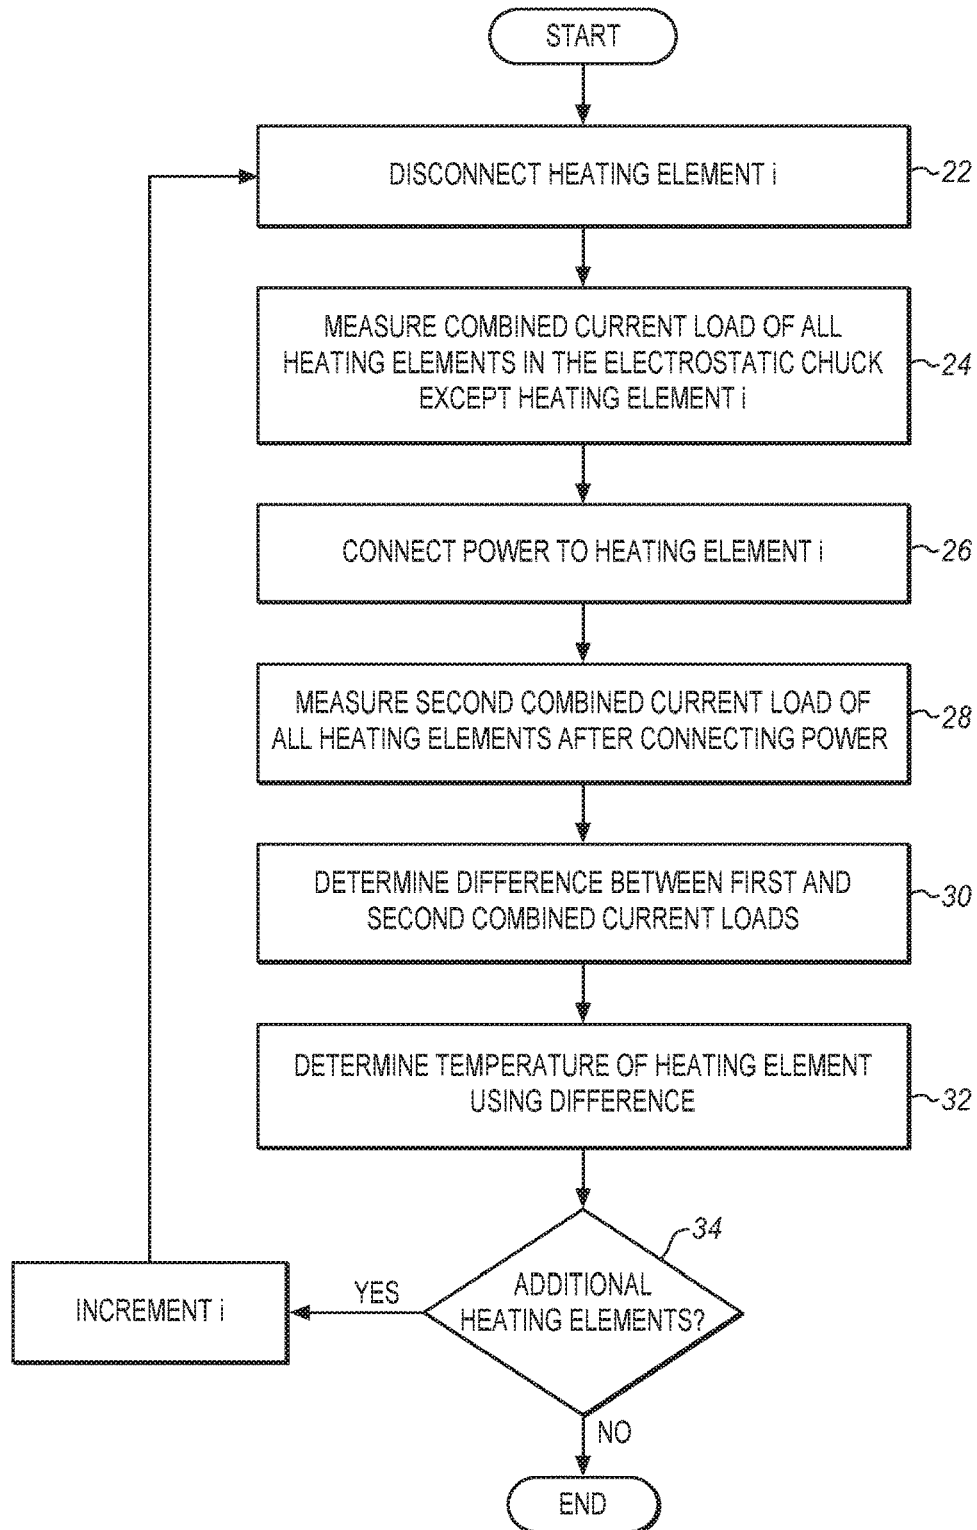 START
DISCONNECT HEATING ELEMENT i
22
MEASURE COMBINED CURRENT LOAD OF ALL
HEATING ELEMENTS IN THE ELECTROSTATIC CHUCK
EXCEPT HEATING ELEMENT i
24
CONNECT POWER TO HEATING ELEMENT i
26
MEASURE SECOND COMBINED CURRENT LOAD OF
ALL HEATING ELEMENTS AFTER CONNECTING POWER
28
DETERMINE DIFFERENCE BETWEEN FIRST AND
SECOND COMBINED CURRENT LOADS
30
DETERMINE TEMPERATURE OF HEATING ELEMENT
USING DIFFERENCE
32
34
ADDITIONAL
HEATING ELEMENTS?
YES
INCREMENT i
NO
END